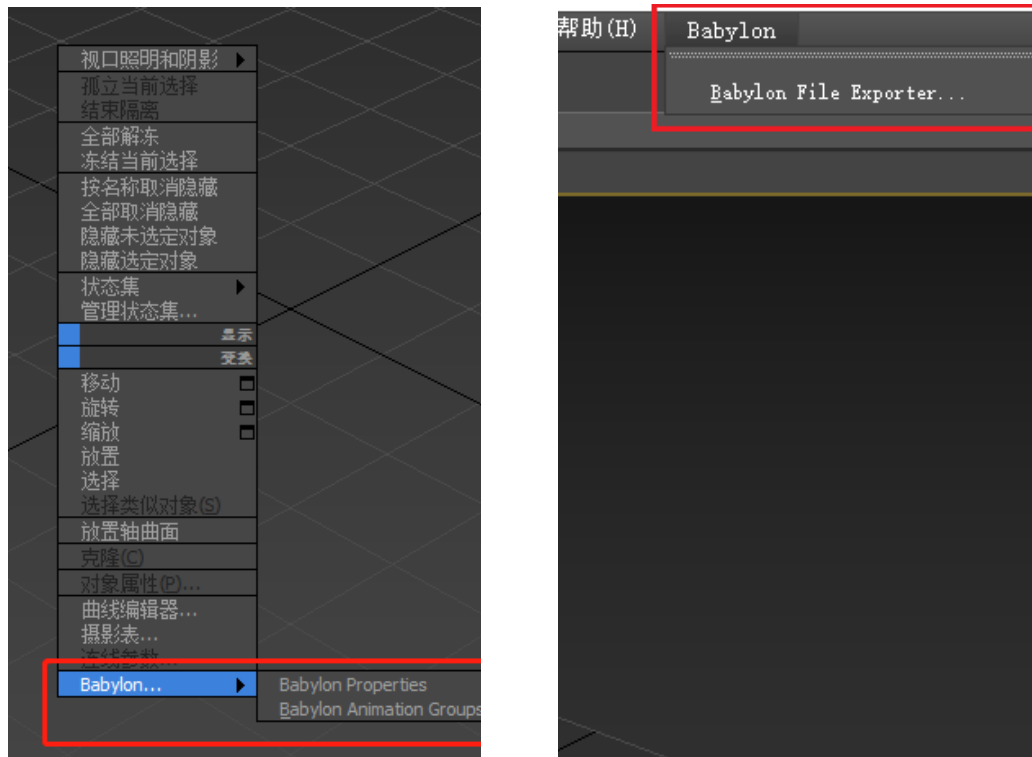 视口照明和阴影
孤立当前选择
结束隔离
全部解冻
冻结当前选择
按名称取消隐藏
全部取消隐藏
隐藏未选定对象
隐藏选定对象
状态集
管理状态集...
显示
变换
移动
旋转
缩放
放置
选择
选择类似对象(S)
放置轴曲面
克隆(C)
对象属性(P)...
曲线编辑器...
摄影表...
连线参数...
Babylon...
Babylon Properties
Babylon Animation Groups
帮助(H)
Babylon
Babylon File Exporter...